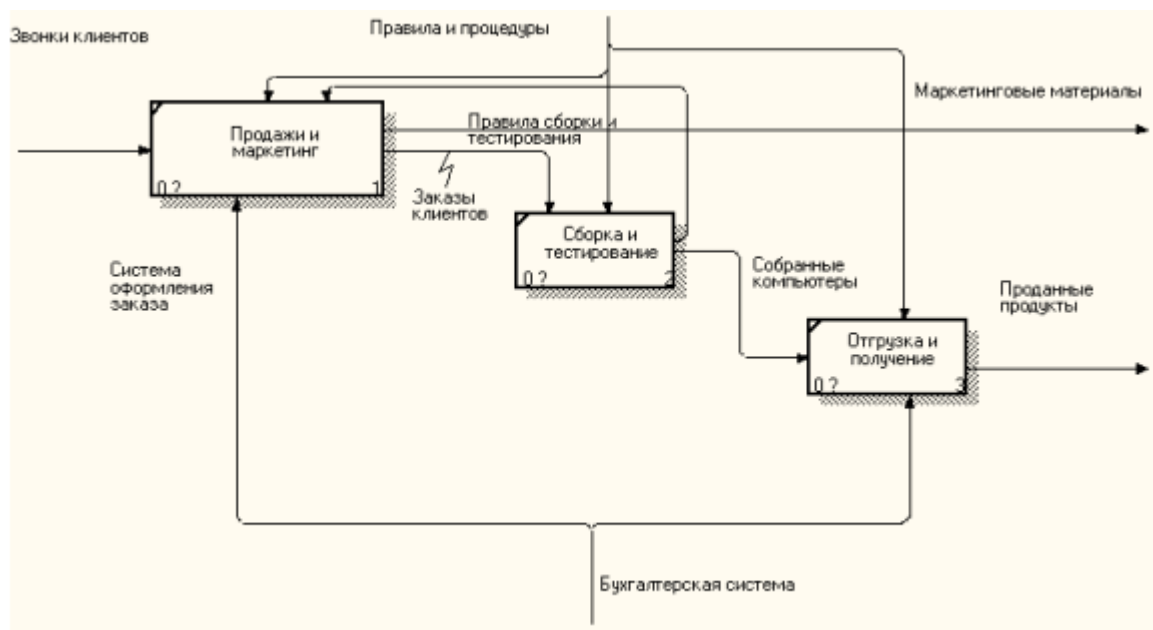 Звонки клиентов
Правила и процедуры
Маркетинговые материалы
Продажи и
маркетинг
0 ?
1
Правила сборки и
тестирования
Заказы
клиентов
Сборка и
тестирование
0 ?
2
Система
оформления
заказа
Собранные
компьютеры
Проданные
продукты
Отгрузка и
получение
0 ?
3
Бухгалтерская система